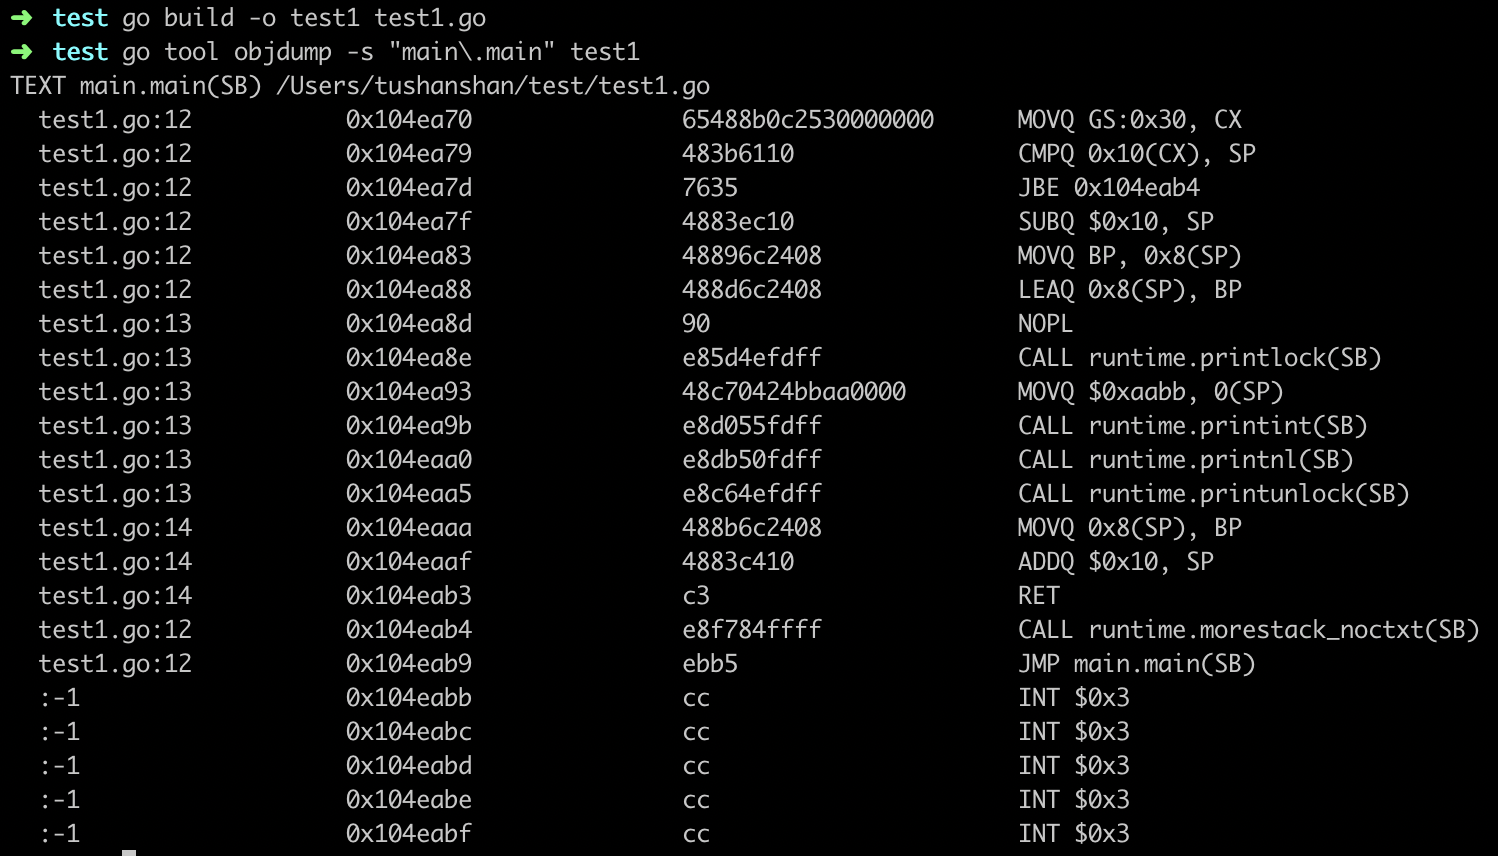 ➜ test go build -o test1 test1.go
➜ test go tool objdump -s "main\.main" test1
TEXT main.main(SB) /Users/tushanshan/test/test1.go
  test1.go:12 0x104ea70 65488b0c2530000000 MOVQ GS:0x30, CX
  test1.go:12 0x104ea79 483b6110 CMPQ 0x10(CX), SP
  test1.go:12 0x104ea7d 7635 JBE 0x104eab4
  test1.go:12 0x104ea7f 4883ec10 SUBQ $0x10, SP
  test1.go:12 0x104ea83 48896c2408 MOVQ BP, 0x8(SP)
  test1.go:12 0x104ea88 488d6c2408 LEAQ 0x8(SP), BP
  test1.go:13 0x104ea8d 90 NOPL
  test1.go:13 0x104ea8e e85d4efdff CALL runtime.printlock(SB)
  test1.go:13 0x104ea93 48c70424bbaa0000 MOVQ $0xaabb, 0(SP)
  test1.go:13 0x104ea9b e8d055fdff CALL runtime.printint(SB)
  test1.go:13 0x104eaa0 e8db50fdff CALL runtime.printnl(SB)
  test1.go:13 0x104eaa5 e8c64efdff CALL runtime.printunlock(SB)
  test1.go:14 0x104eaaa 488b6c2408 MOVQ 0x8(SP), BP
  test1.go:14 0x104eaaf 4883c410 ADDQ $0x10, SP
  test1.go:14 0x104eab3 c3 RET
  test1.go:12 0x104eab4 e8f784ffff CALL runtime.morestack_noctxt(SB)
  test1.go:12 0x104eab9 ebb5 JMP main.main(SB)
  :-1 0x104eabb cc INT $0x3
  :-1 0x104eabc cc INT $0x3
  :-1 0x104eabd cc INT $0x3
  :-1 0x104eabe cc INT $0x3
  :-1 0x104eabf cc INT $0x3